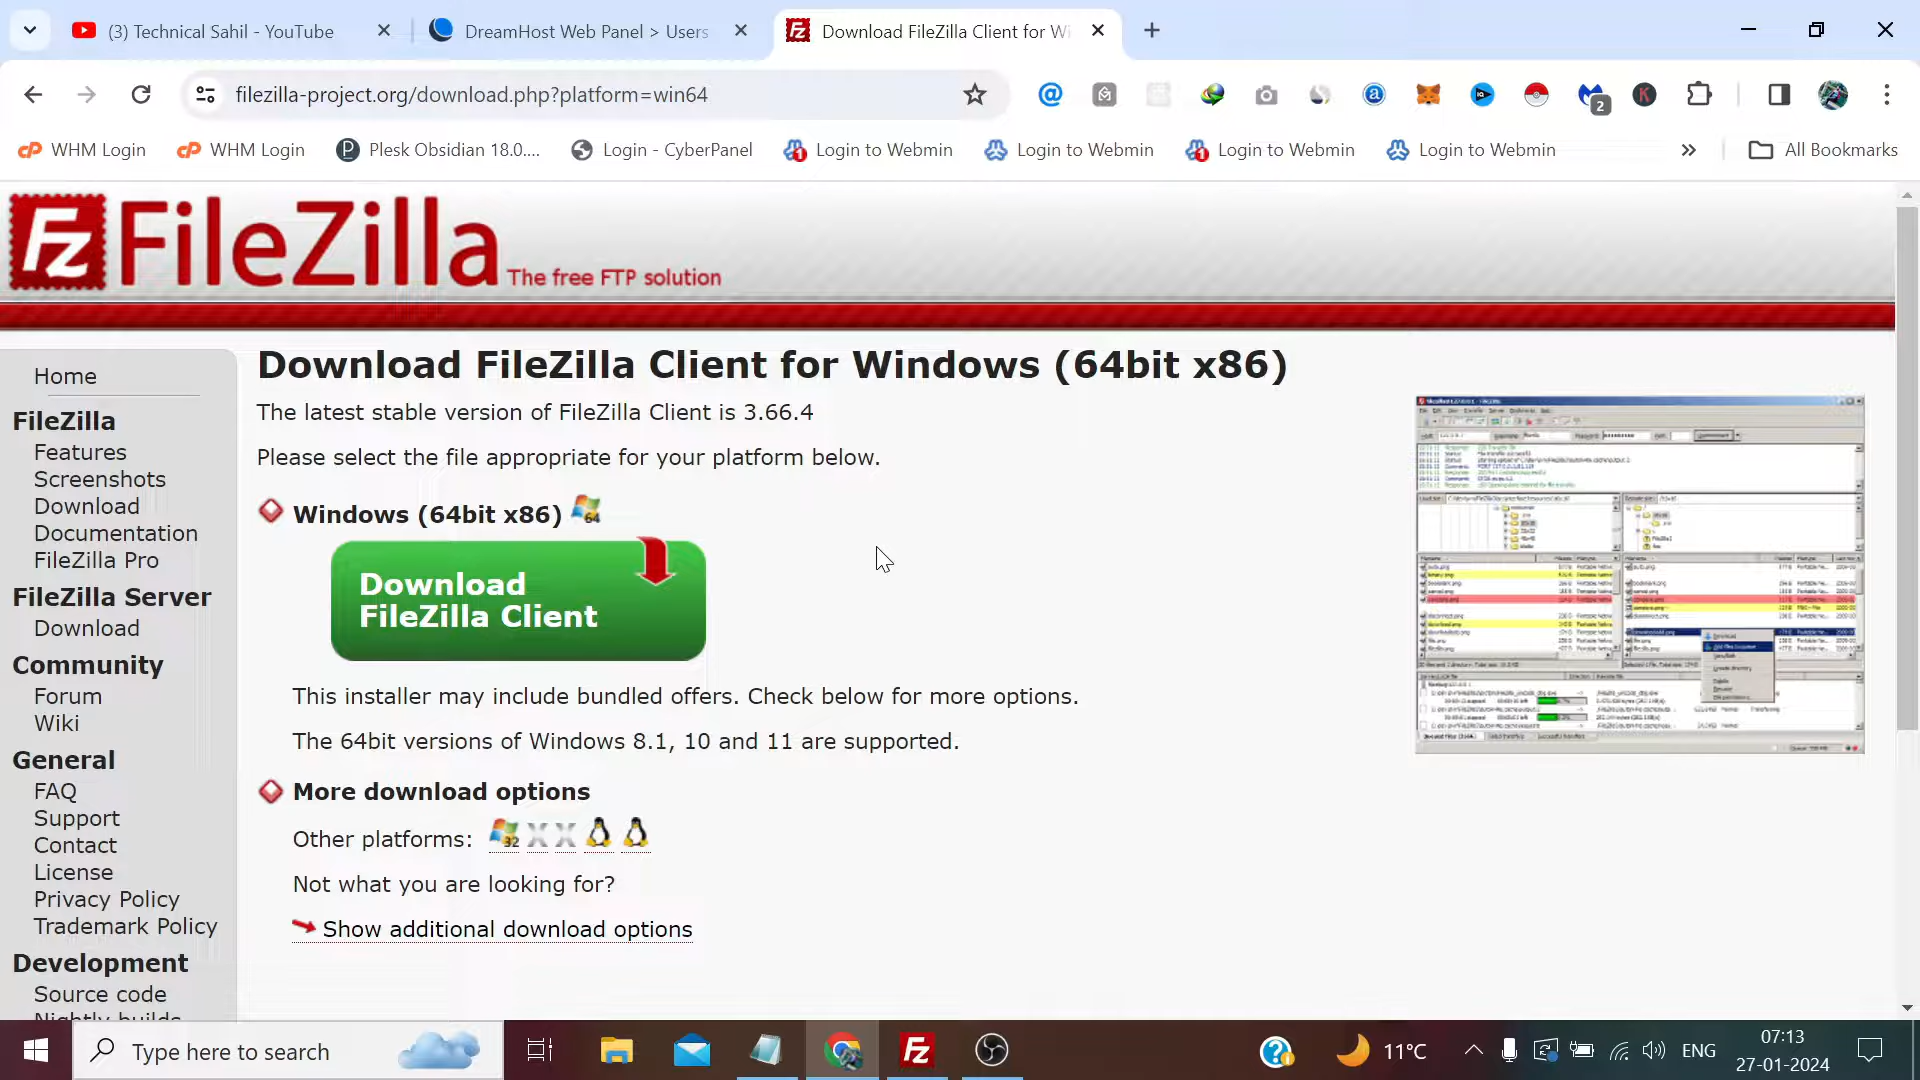 (3) Technical Sahil - YouTube
DreamHost Web Panel > Users
Download FileZilla Client for Wi
filezilla-project.org/download.php?platform=win64
2
WHM Login
WHM Login
Plesk Obsidian 18.0....
Login - CyberPanel
Login to Webmin
Login to Webmin
Login to Webmin
Login to Webmin
All Bookmarks
Fz FileZilla The free FTP solution
Home
FileZilla
Features
Screenshots
Download
Documentation
FileZilla Pro
FileZilla Server
Download
Community
Forum
Wiki
General
FAQ
Support
Contact
License
Privacy Policy
Trademark Policy
Development
Source code
Nightly builds
Download FileZilla Client for Windows (64bit x86)
The latest stable version of FileZilla Client is 3.66.4
Please select the file appropriate for your platform below.
Windows (64bit x86)
Download
FileZilla Client
This installer may include bundled offers. Check below for more options.
The 64bit versions of Windows 8.1, 10 and 11 are supported.
More download options
Other platforms:
Not what you are looking for?
Show additional download options
Type here to search
11°C
ENG
07:13
27-01-2024